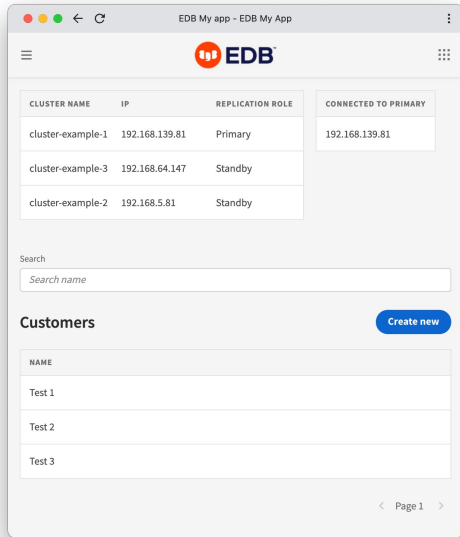 EDB My app - EDB My App
EDB™
CLUSTER NAME IP REPLICATION ROLE
cluster-example-1 192.168.139.81 Primary
cluster-example-3 192.168.64.147 Standby
cluster-example-2 192.168.5.81 Standby
CONNECTED TO PRIMARY
192.168.139.81
Search
Search name
Customers
Create new
NAME
Test 1
Test 2
Test 3
Page 1